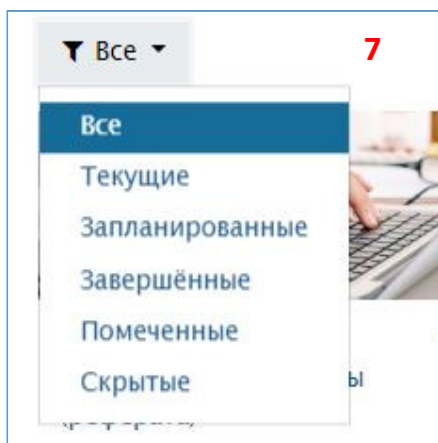 Все
7
Все
Текущие
Запланированные
Завершённые
Помеченные
Скрытые
ы